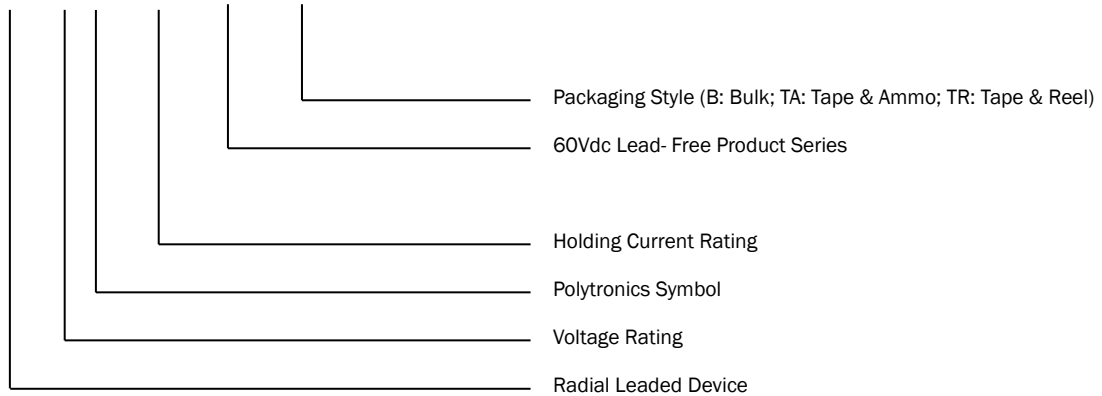 Packaging Style (B: Bulk; TA: Tape & Ammo; TR: Tape & Reel)
60Vdc Lead- Free Product Series
Holding Current Rating
Polytronics Symbol
Voltage Rating
Radial Leaded Device